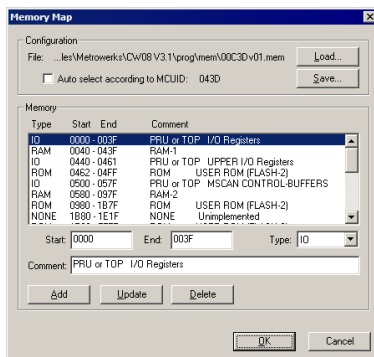 Memory Map
Configuration
File: ...les\Metrowerks\CW08 V3.1\prog\mem\00C3Dv01.mem Load...
Auto select according to MCUID: 043D Save...
Memory
Type Start End Comment
IO 0000 - 003F PRU or TOP I/O Registers
RAM 0040 - 043F RAM-1
IO 0440 - 0461 PRU or TOP UPPER I/O Registers
ROM 0462 - 04FF ROM USER ROM (FLASH-2)
IO 0500 - 057F PRU or TOP MSCAN CONTROL-BUFFERS
RAM 0580 - 097F RAM-2
ROM 0980 - 1B7F ROM USER ROM (FLASH-2)
NONE 1B80 - 1E1F NONE Unimplemented
Start: 0000 End: 003F Type: IO
Comment: PRU or TOP I/O Registers
Add Update Delete
OK Cancel